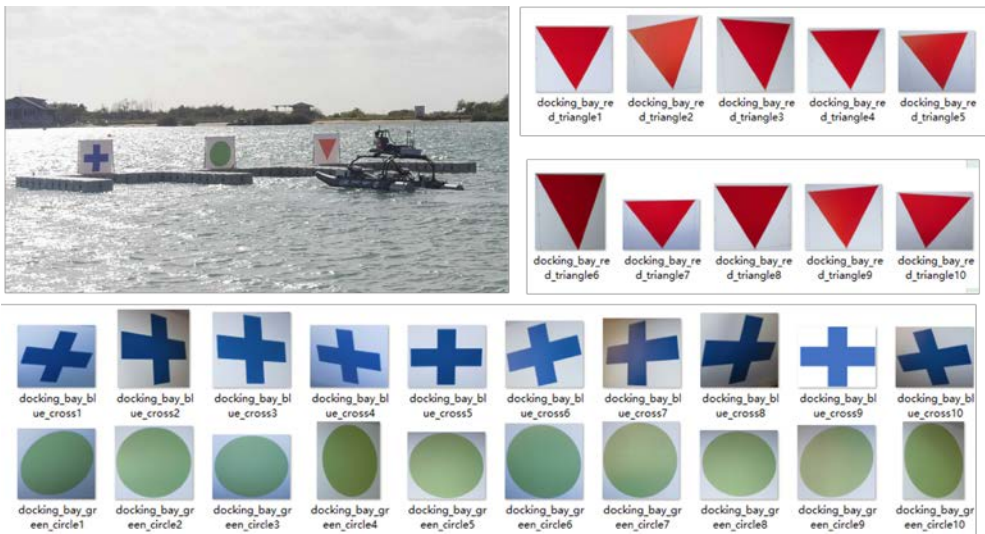 docking_bay_re docking_bay_re docking_bay_re docking_bay_re docking_bay_re
d_triangle1 d_triangle2 d_triangle3 d_triangle4 d_triangle5
docking_bay_re docking_bay_re docking_bay_re docking_bay_re docking_bay_re
d_triangle6 d_triangle7 d_triangle8 d_triangle9 d_triangle10
docking_bay_bl docking_bay_bl docking_bay_bl docking_bay_bl docking_bay_bl docking_bay_bl docking_bay_bl docking_bay_bl docking_bay_bl docking_bay_bl
ue_cross1 ue_cross2 ue_cross3 ue_cross4 ue_cross5 ue_cross6 ue_cross7 ue_cross8 ue_cross9 ue_cross10
docking_bay_gr docking_bay_gr docking_bay_gr docking_bay_gr docking_bay_gr docking_bay_gr docking_bay_gr docking_bay_gr docking_bay_gr docking_bay_gr
een_circle1 een_circle2 een_circle3 een_circle4 een_circle5 een_circle6 een_circle7 een_circle8 een_circle9 een_circle10